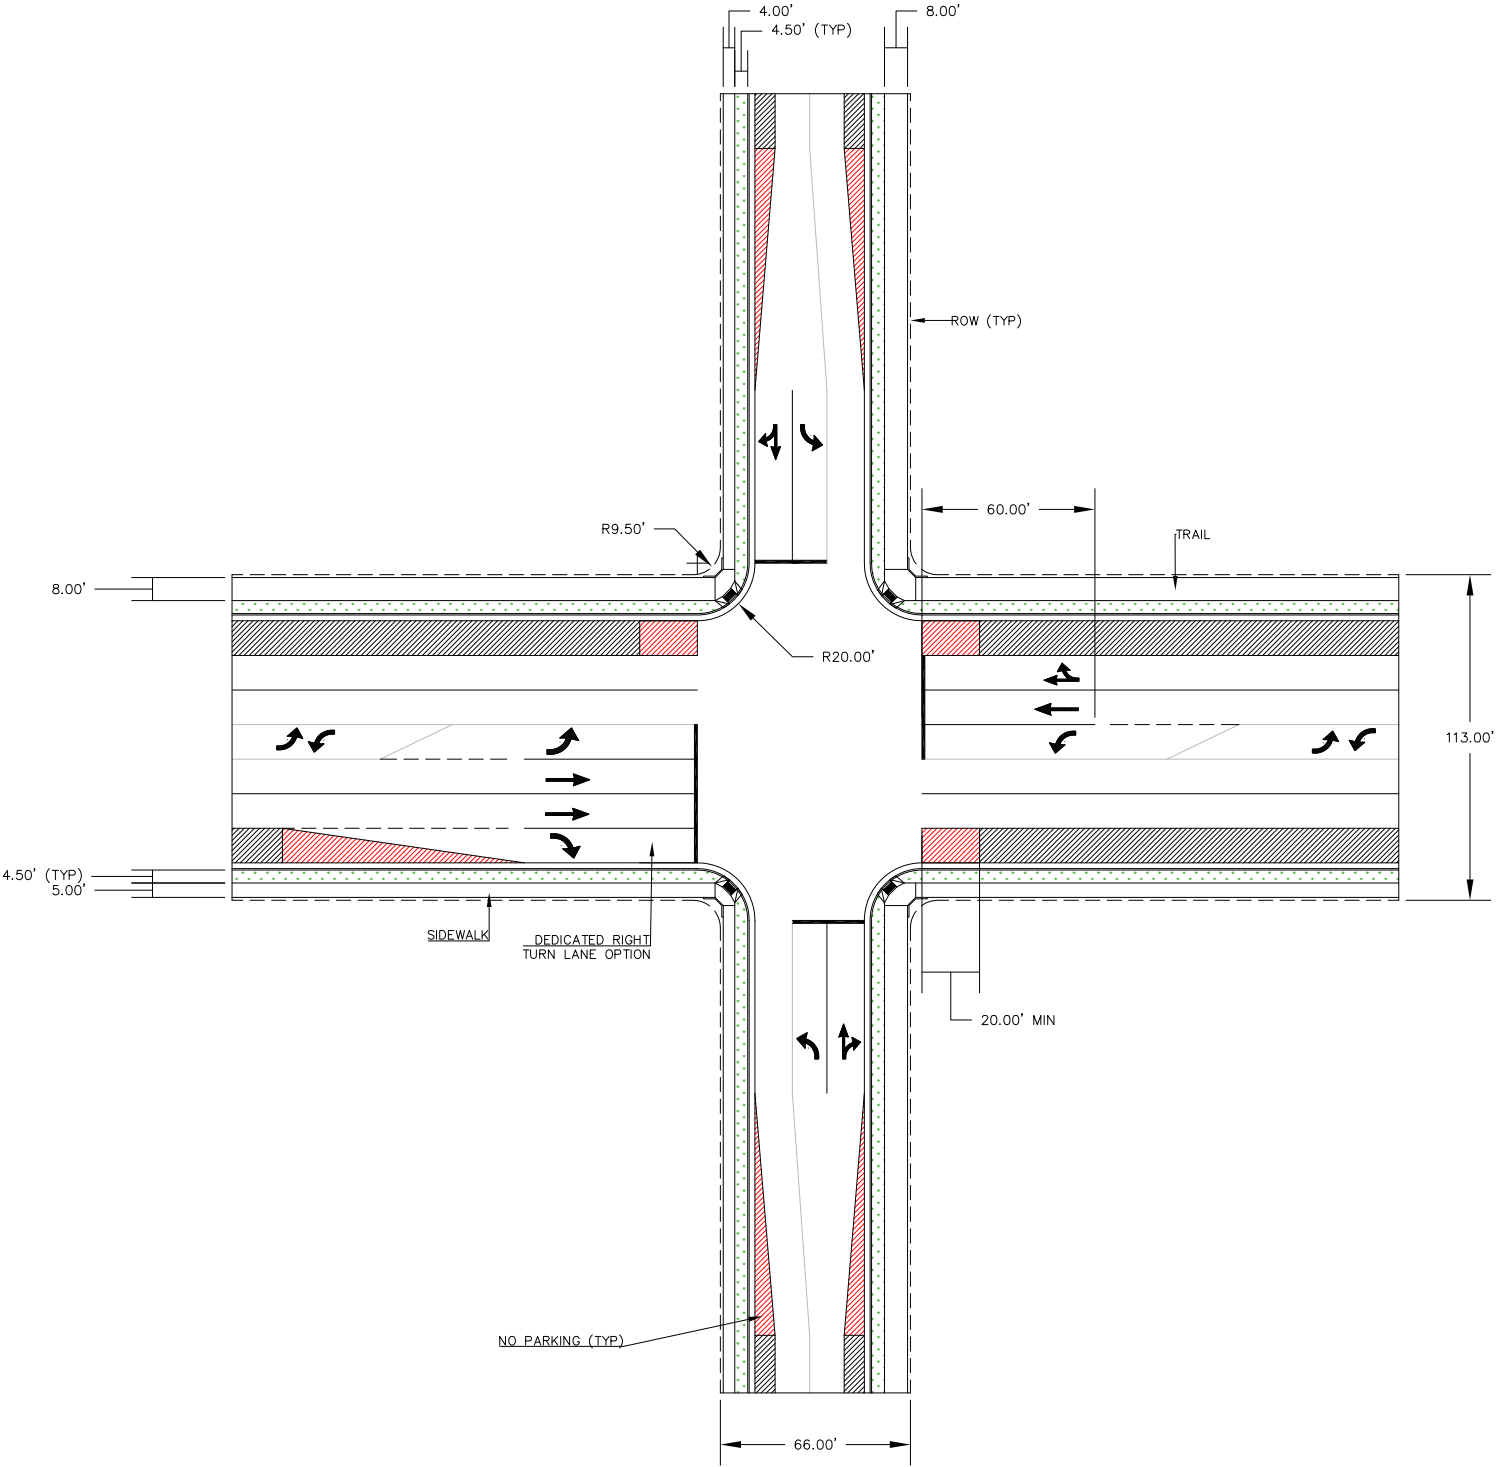 4.00'
8.00'
4.50' (TYP)
ROW (TYP)
60.00'
R9.50'
TRAIL
8.00'
R20.00'
113.00'
4.50' (TYP)
5.00'
SIDEWALK
DEDICATED RIGHT
TURN LANE OPTION
20.00' MIN
NO PARKING (TYP)
66.00'